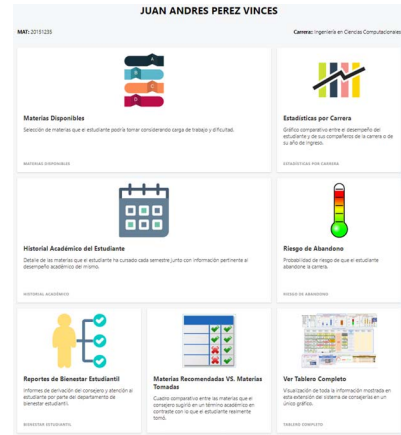 JUAN ANDRES PEREZ VINCES
MAT: 20151235
Carrera: Ingeniería en Ciencias Computacionales
A
B
C
D
Materias Disponibles
Selección de materias que el estudiante podría tomar considerando carga de trabajo y dificultad.
MATERIAS DISPONIBLES
Estadísticas por Carrera
Gráfico comparativo entre el desempeño del
estudiante y de sus compañeros de la carrera o de
su año de ingreso.
ESTADÍSTICAS POR CARRERA
Historial Académico del Estudiante
Detalle de las materias que el estudiante ha cursado cada semestre junto con información pertinente al
desempeño académico del mismo.
HISTORIAL ACADÉMICO
Riesgo de Abandono
Probabilidad de riesgo de que el estudiante
abandone la carrera.
RIESGO DE ABANDONO
Reportes de Bienestar Estudiantil
Informes de derivación del consejero y atención al
estudiante por parte del departamento de
bienestar estudiantil.
BIENESTAR ESTUDIANTIL
Materias Recomendadas VS. Materias
Tomadas
Cuadro comparativo entre las materias que el
consejero sugirió en un término académico en
contraste con lo que el estudiante realmente
tomó.
Ver Tablero Completo
Visualización de toda la información mostrada en
esta extensión del sistema de consejerías en un
único gráfico.
TABLERO COMPLETO